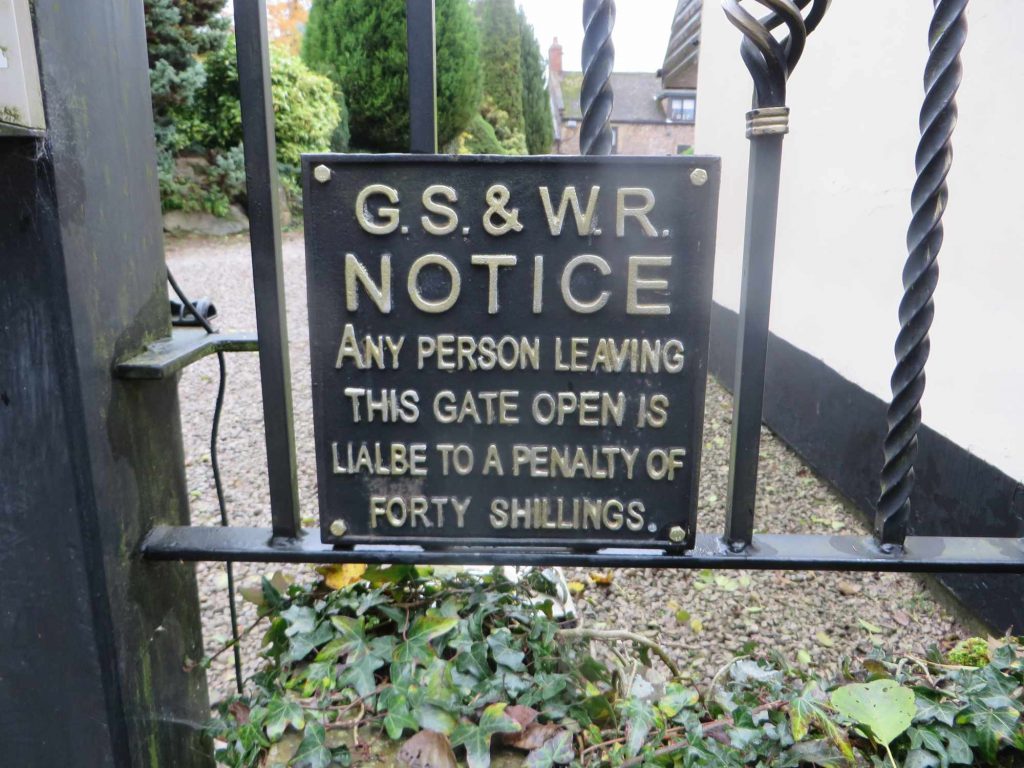 G.S.& W.R.
NOTICE
ANY PERSON LEAVING
THIS GATE OPEN IS
LIALBE TO A PENALTY OF
FORTY SHILLINGS.